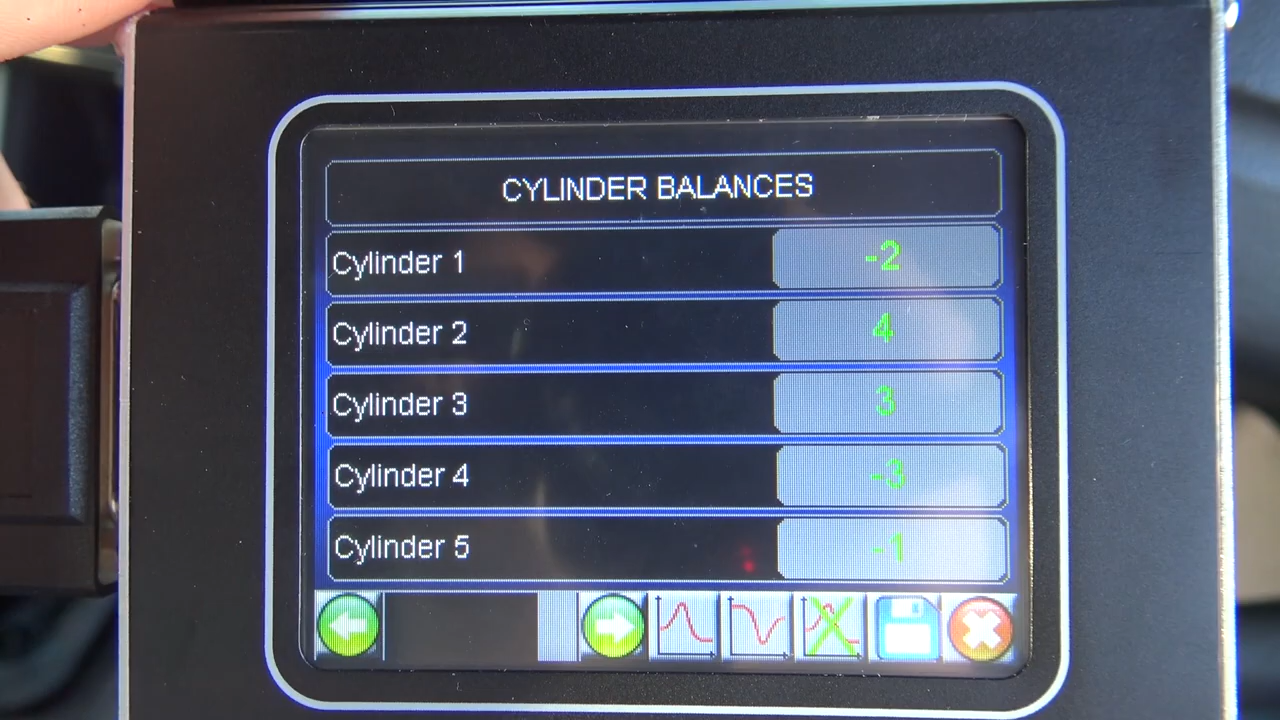 CYLINDER BALANCES
Cylinder 1 -2
Cylinder 2 4
Cylinder 3 3
Cylinder 4 -3
Cylinder 5 -1